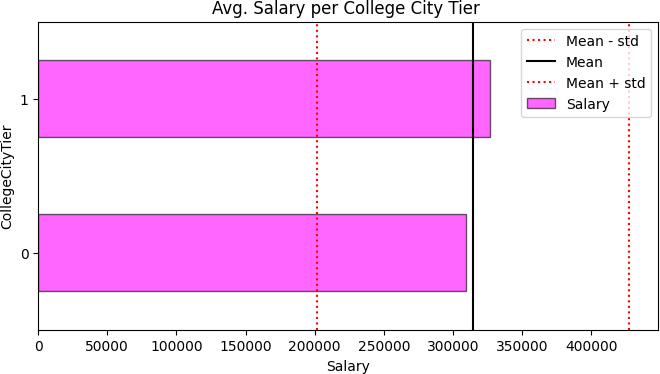 Avg. Salary per College City Tier
Mean - std
Mean
Mean + std
Salary
CollegeCityTier
1
0
0
50000
100000
150000
200000
250000
300000
350000
400000
Salary